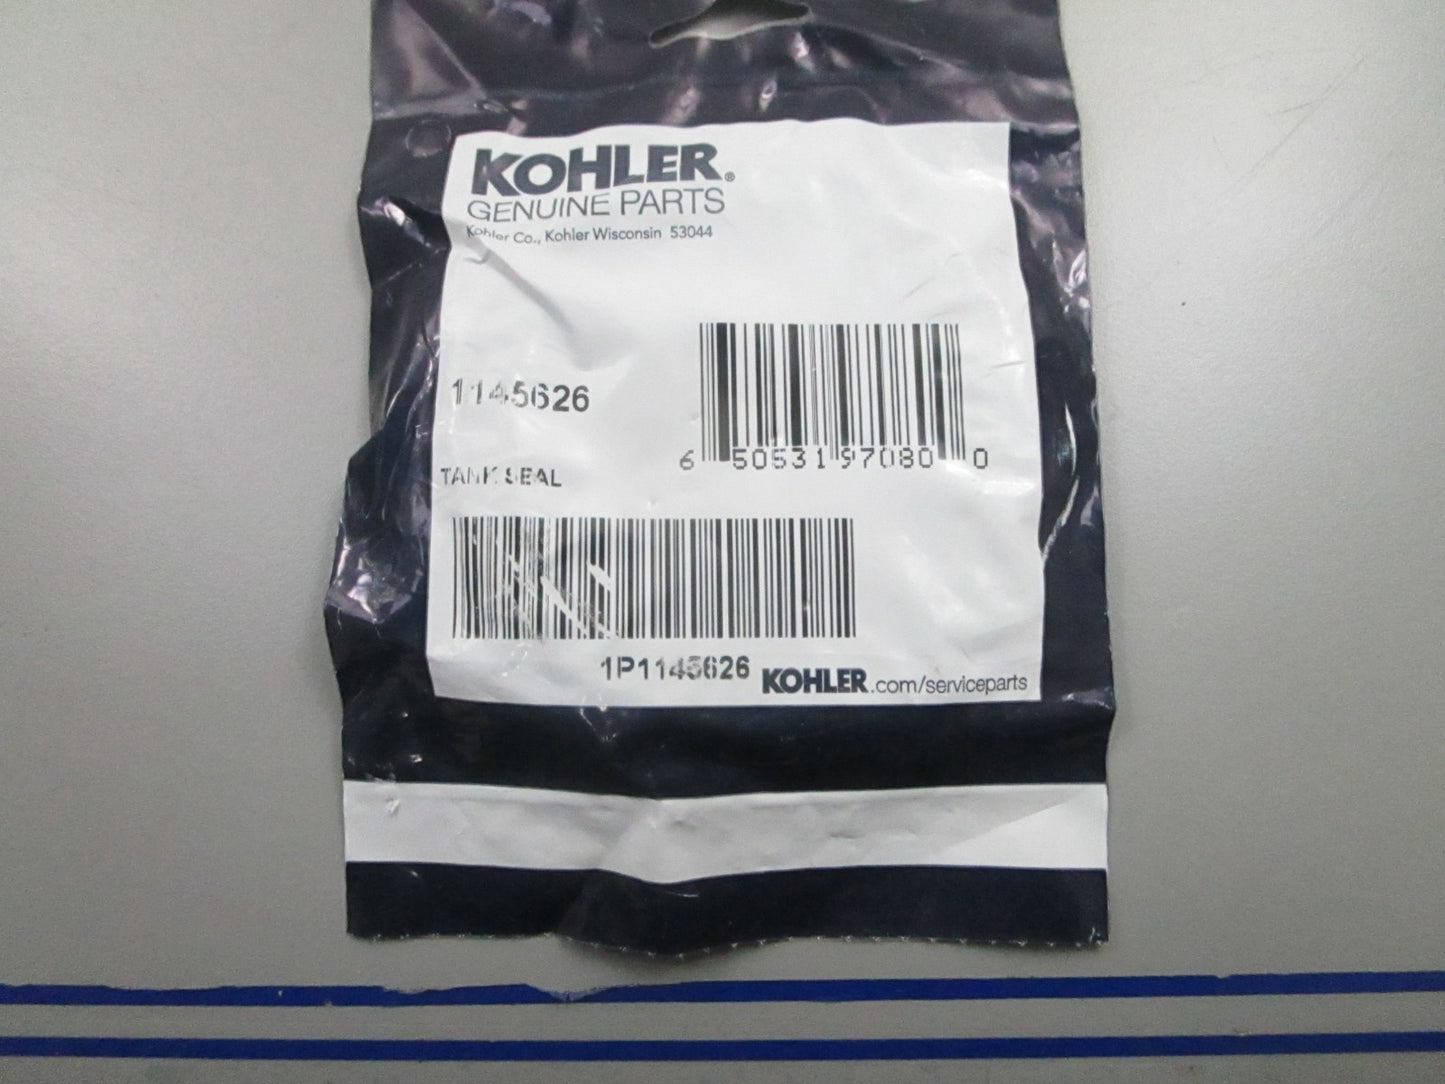 KOHLER®
GENUINE PARTS
Kohler Co., Kohler Wisconsin 53044
1145626
6 50531 97080 0
TANK SEAL
1P1145626
KOHLER.com/serviceparts